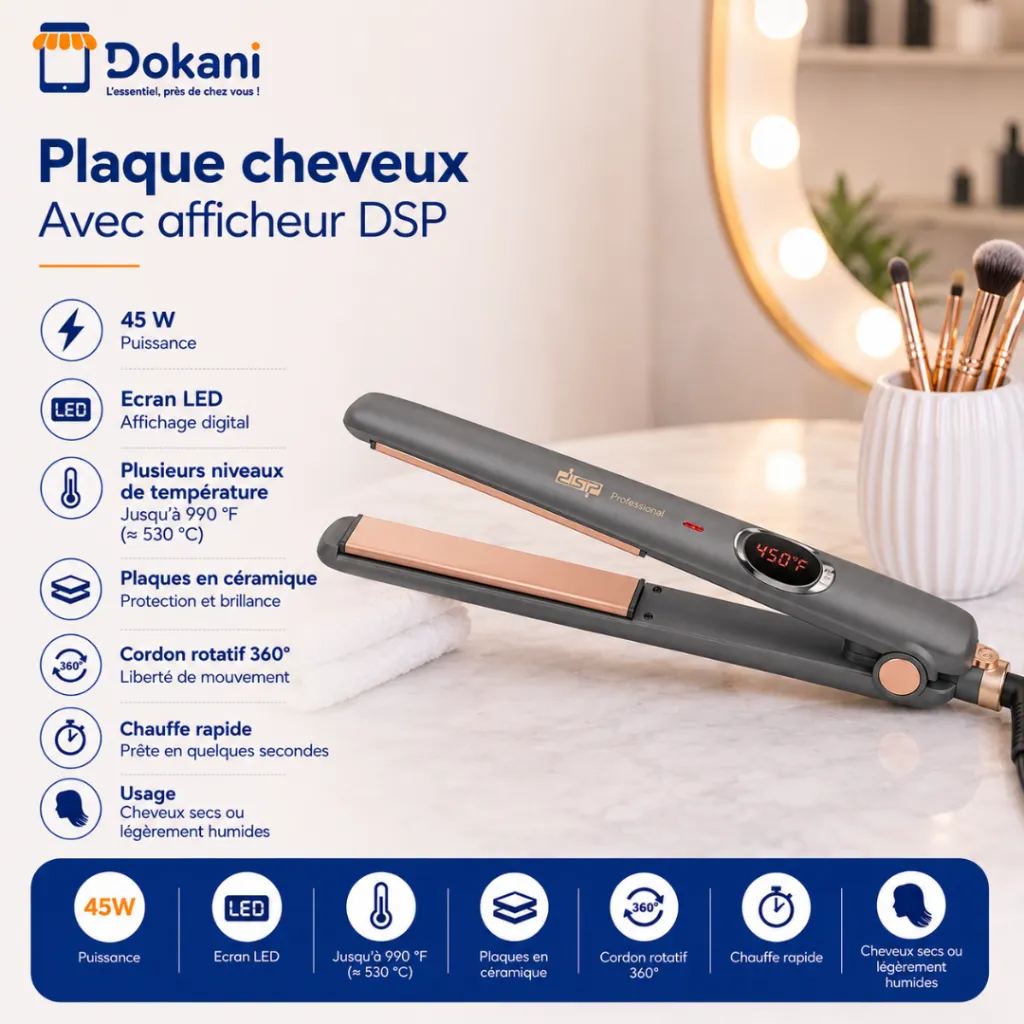 Dokani
L'essentiel, près de chez vous !
Plaque cheveux
Avec afficheur DSP
45 W
Puissance
LED
Ecran LED
Affichage digital
Plusieurs niveaux
de température
Jusqu'à 990 °F
(≈ 530 °C)
Plaques en céramique
Protection et brillance
360°
Cordon rotatif 360°
Liberté de mouvement
Chauffe rapide
Prête en quelques secondes
Usage
Cheveux secs ou
légèrement humides
dsp Professional
450°F
45W
Puissance
LED
Ecran LED
Jusqu'à 990 °F
(≈ 530 °C)
Plaques en
céramique
360°
Cordon rotatif
360°
Chauffe rapide
Cheveux secs ou
légèrement
humides